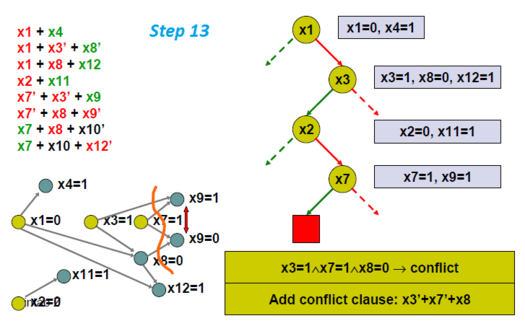 Step 13
x1 + x4
x1 + x3’ + x8’
x1 + x8 + x12
x2 + x11
x7’ + x3’ + x9
x7’ + x8 + x9’
x7 + x8 + x10’
x7 + x10 + x12’
x1
x1=0, x4=1
x3
x3=1, x8=0, x12=1
x2
x2=0, x11=1
x7
x7=1, x9=1
x4=1
x9=1
x1=0
x3=1
x7=1
x9=0
x8=0
x11=1
x12=1
x2=0
x3=1∧x7=1∧x8=0 → conflict
Add conflict clause: x3’+x7’+x8